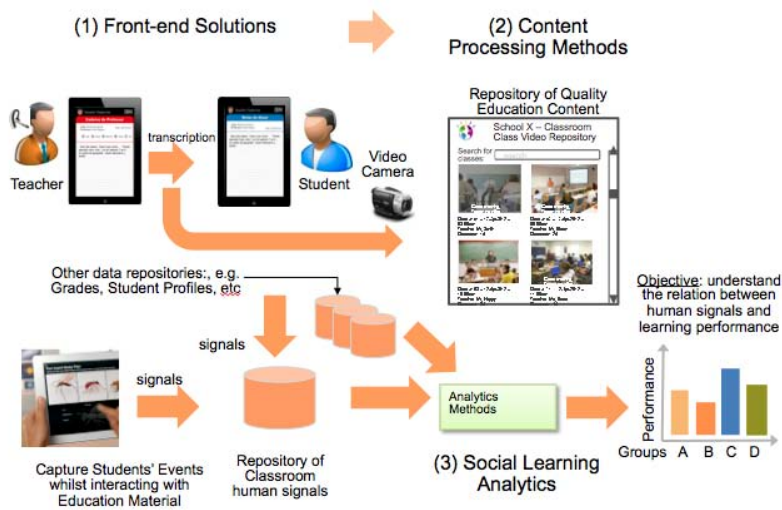 (1) Front-end Solutions
(2) Content
Processing Methods
Repository of Quality
Education Content
School X – Classroom
Class Video Repository
Search for
classes:
search
transcription
Teacher
Student
Video
Camera
Other data repositories:, e.g.
Grades, Student Profiles, etc
signals
signals
Objective: understand
the relation between
human signals and
learning performance
Analytics
Methods
Performance
Groups A B C D
Capture Students' Events
whilst interacting with
Education Material
Repository of
Classroom
human signals
(3) Social Learning
Analytics